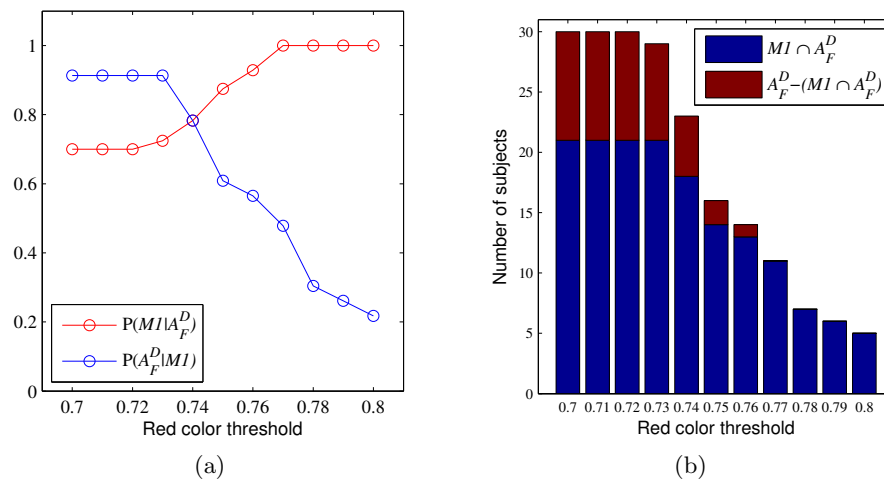 1
0.8
0.6
0.4
0.2
0
P(M1|A_F^D)
P(A_F^D|M1)
0.7 0.72 0.74 0.76 0.78 0.8
Red color threshold
(a)
Number of subjects
30
25
20
15
10
5
0
M1 ∩ A_F^D
A_F^D−(M1 ∩ A_F^D)
0.7 0.71 0.72 0.73 0.74 0.75 0.76 0.77 0.78 0.79 0.8
Red color threshold
(b)